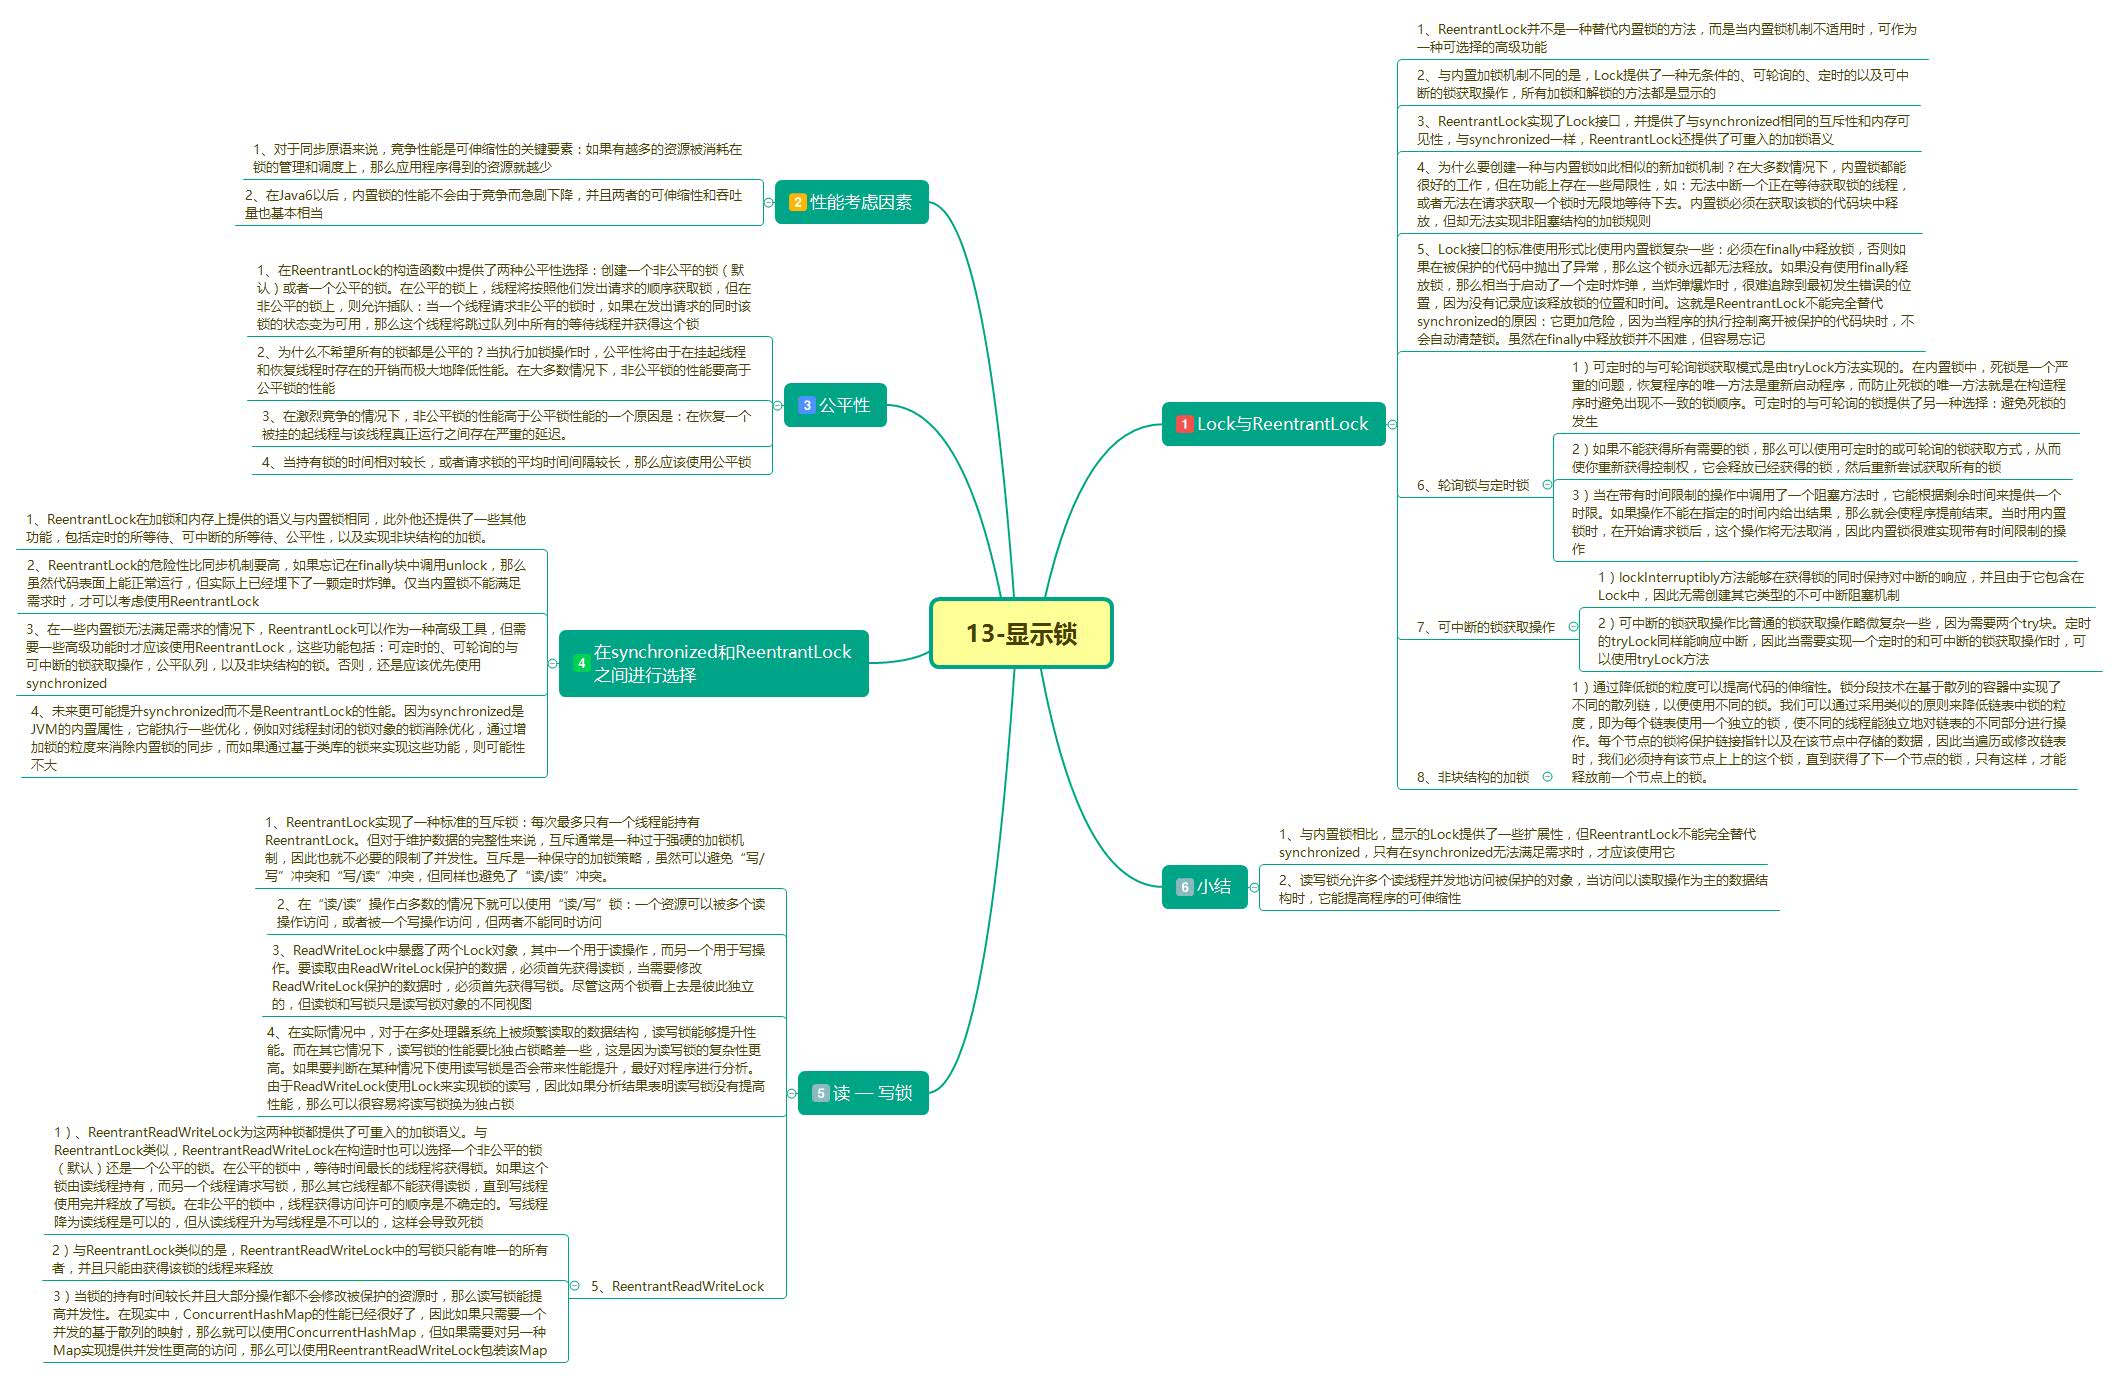 13-显示锁
1
Lock与ReentrantLock
1、ReentrantLock并不是一种替代内置锁的方法，而是当内置锁机制不适用时，可作为
一种可选择的高级功能
2、与内置加锁机制不同的是，Lock提供了一种无条件的、可轮询的、定时的以及可中
断的锁获取操作，所有加锁和解锁的方法都是显示的
3、ReentrantLock实现了Lock接口，并提供了与synchronized相同的互斥性和内存可
见性，与synchronized一样，ReentrantLock还提供了可重入的加锁语义
4、为什么要创建一种与内置锁如此相似的新加锁机制？在大多数情况下，内置锁都能
很好的工作，但在功能上存在一些局限性，如：无法中断一个正在等待获取锁的线程，
或者无法在请求获取一个锁时无限地等待下去。内置锁必须在获取该锁的代码块中释
放，但却无法实现非阻塞结构的加锁规则
5、Lock接口的标准使用形式比使用内置锁复杂一些：必须在finally中释放锁，否则如
果在被保护的代码中抛出了异常，那么这个锁永远都无法释放。如果没有使用finally释
放锁，那么相当于启动了一个定时炸弹，当炸弹爆炸时，很难追踪到最初发生错误的位
置，因为没有记录应该释放锁的位置和时间。这就是ReentrantLock不能完全替代
synchronized的原因：它更加危险，因为当程序的执行控制离开被保护的代码块时，不
会自动清楚锁。虽然在finally中释放锁并不困难，但容易忘记
6、轮询锁与定时锁
1）可定时的与可轮询锁获取模式是由tryLock方法实现的。在内置锁中，死锁是一个严
重的问题，恢复程序的唯一方法是重新启动程序，而防止死锁的唯一方法就是在构造程
序时避免出现不一致的锁顺序。可定时的与可轮询的锁提供了另一种选择：避免死锁的
发生
2）如果不能获得所有需要的锁，那么可以使用可定时的或可轮询的锁获取方式，从而
使你重新获得控制权，它会释放已经获得的锁，然后重新尝试获取所有的锁
3）当在带有时间限制的操作中调用了一个阻塞方法时，它能根据剩余时间来提供一个
时限。如果操作不能在指定的时间内给出结果，那么就会使程序提前结束。当时用内置
锁时，在开始请求锁后，这个操作将无法取消，因此内置锁很难实现带有时间限制的操
作
7、可中断的锁获取操作
1）lockInterruptibly方法能够在获得锁的同时保持对中断的响应，并且由于它包含在
Lock中，因此无需创建其它类型的不可中断阻塞机制
2）可中断的锁获取操作比普通的锁获取操作略微复杂一些，因为需要两个try块。定时
的tryLock同样能响应中断，因此当需要实现一个定时的和可中断的锁获取操作时，可
以使用tryLock方法
8、非块结构的加锁
1）通过降低锁的粒度可以提高代码的伸缩性。锁分段技术在基于散列的容器中实现了
不同的散列链，以便使用不同的锁。我们可以通过采用类似的原则来降低链表中锁的粒
度，即为每个链表使用一个独立的锁，使不同的线程能独立地对链表的不同部分进行操
作。每个节点的锁将保护链接指针以及在该节点中存储的数据，因此当遍历或修改链表
时，我们必须持有该节点上上的这个锁，直到获得了下一个节点的锁，只有这样，才能
释放前一个节点上的锁。
2
性能考虑因素
1、对于同步原语来说，竞争性能是可伸缩性的关键要素：如果有越多的资源被消耗在
锁的管理和调度上，那么应用程序得到的资源就越少
2、在Java6以后，内置锁的性能不会由于竞争而急剧下降，并且两者的可伸缩性和吞吐
量也基本相当
3
公平性
1、在ReentrantLock的构造函数中提供了两种公平性选择：创建一个非公平的锁（默
认）或者一个公平的锁。在公平的锁上，线程将按照他们发出请求的顺序获取锁，但在
非公平的锁上，则允许插队：当一个线程请求非公平的锁时，如果在发出请求的同时该
锁的状态变为可用，那么这个线程将跳过队列中所有的等待线程并获得这个锁
2、为什么不希望所有的锁都是公平的？当执行加锁操作时，公平性将由于在挂起线程
和恢复线程时存在的开销而极大地降低性能。在大多数情况下，非公平锁的性能要高于
公平锁的性能
3、在激烈竞争的情况下，非公平锁的性能高于公平锁性能的一个原因是：在恢复一个
被挂的起线程与该线程真正运行之间存在严重的延迟。
4、当持有锁的时间相对较长，或者请求锁的平均时间间隔较长，那么应该使用公平锁
4
在synchronized和ReentrantLock
之间进行选择
1、ReentrantLock在加锁和内存上提供的语义与内置锁相同，此外他还提供了一些其他
功能，包括定时的所等待、可中断的所等待、公平性，以及实现非块结构的加锁。
2、ReentrantLock的危险性比同步机制要高，如果忘记在finally块中调用unlock，那么
虽然代码表面上能正常运行，但实际上已经埋下了一颗定时炸弹。仅当内置锁不能满足
需求时，才可以考虑使用ReentrantLock
3、在一些内置锁无法满足需求的情况下，ReentrantLock可以作为一种高级工具，但需
要一些高级功能时才应该使用ReentrantLock，这些功能包括：可定时的、可轮询的与
可中断的锁获取操作，公平队列，以及非块结构的锁。否则，还是应该优先使用
synchronized
4、未来更可能提升synchronized而不是ReentrantLock的性能。因为synchronized是
JVM的内置属性，它能执行一些优化，例如对线程封闭的锁对象的锁消除优化，通过增
加锁的粒度来消除内置锁的同步，而如果通过基于类库的锁来实现这些功能，则可能性
不大
5
读 — 写锁
1、ReentrantLock实现了一种标准的互斥锁：每次最多只有一个线程能持有
ReentrantLock。但对于维护数据的完整性来说，互斥通常是一种过于强硬的加锁机
制，因此也就不必要的限制了并发性。互斥是一种保守的加锁策略，虽然可以避免“写/
写”冲突和“写/读”冲突，但同样也避免了“读/读”冲突。
2、在“读/读”操作占多数的情况下就可以使用“读/写”锁：一个资源可以被多个读
操作访问，或者被一个写操作访问，但两者不能同时访问
3、ReadWriteLock中暴露了两个Lock对象，其中一个用于读操作，而另一个用于写操
作。要读取由ReadWriteLock保护的数据，必须首先获得读锁，当需要修改
ReadWriteLock保护的数据时，必须首先获得写锁。尽管这两个锁看上去是彼此独立
的，但读锁和写锁只是读写锁对象的不同视图
4、在实际情况中，对于在多处理器系统上被频繁读取的数据结构，读写锁能够提升性
能。而在其它情况下，读写锁的性能要比独占锁略差一些，这是因为读写锁的复杂性更
高。如果要判断在某种情况下使用读写锁是否会带来性能提升，最好对程序进行分析。
由于ReadWriteLock使用Lock来实现锁的读写，因此如果分析结果表明读写锁没有提高
性能，那么可以很容易将读写锁换为独占锁
5、ReentrantReadWriteLock
1）、ReentrantReadWriteLock为这两种锁都提供了可重入的加锁语义。与
ReentrantLock类似，ReentrantReadWriteLock在构造时也可以选择一个非公平的锁
（默认）还是一个公平的锁。在公平的锁中，等待时间最长的线程将获得锁。如果这个
锁由读线程持有，而另一个线程请求写锁，那么其它线程都不能获得读锁，直到写线程
使用完并释放了写锁。在非公平的锁中，线程获得访问许可的顺序是不确定的。写线程
降为读线程是可以的，但从读线程升为写线程是不可以的，这样会导致死锁
2）与ReentrantLock类似的是，ReentrantReadWriteLock中的写锁只能有唯一的所有
者，并且只能由获得该锁的线程来释放
3）当锁的持有时间较长并且大部分操作都不会修改被保护的资源时，那么读写锁能提
高并发性。在现实中，ConcurrentHashMap的性能已经很好了，因此如果只需要一个
并发的基于散列的映射，那么就可以使用ConcurrentHashMap，但如果需要对另一种
Map实现提供并发性更高的访问，那么可以使用ReentrantReadWriteLock包装该Map
6
小结
1、与内置锁相比，显示的Lock提供了一些扩展性，但ReentrantLock不能完全替代
synchronized，只有在synchronized无法满足需求时，才应该使用它
2、读写锁允许多个读线程并发地访问被保护的对象，当访问以读取操作为主的数据结
构时，它能提高程序的可伸缩性